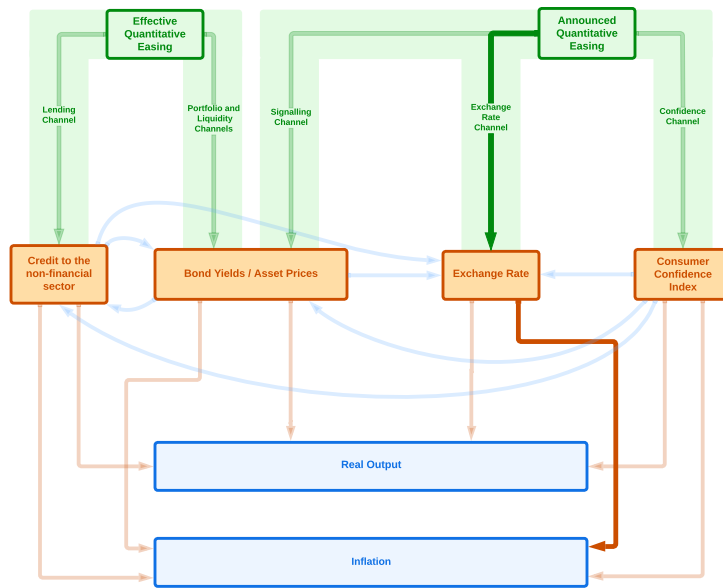 Effective
Quantitative
Easing
Announced
Quantitative
Easing
Lending
Channel
Portfolio and
Liquidity
Channels
Signalling
Channel
Exchange
Rate
Channel
Confidence
Channel
Credit to the
non-financial
sector
Bond Yields / Asset Prices
Exchange Rate
Consumer
Confidence
Index
Real Output
Inflation